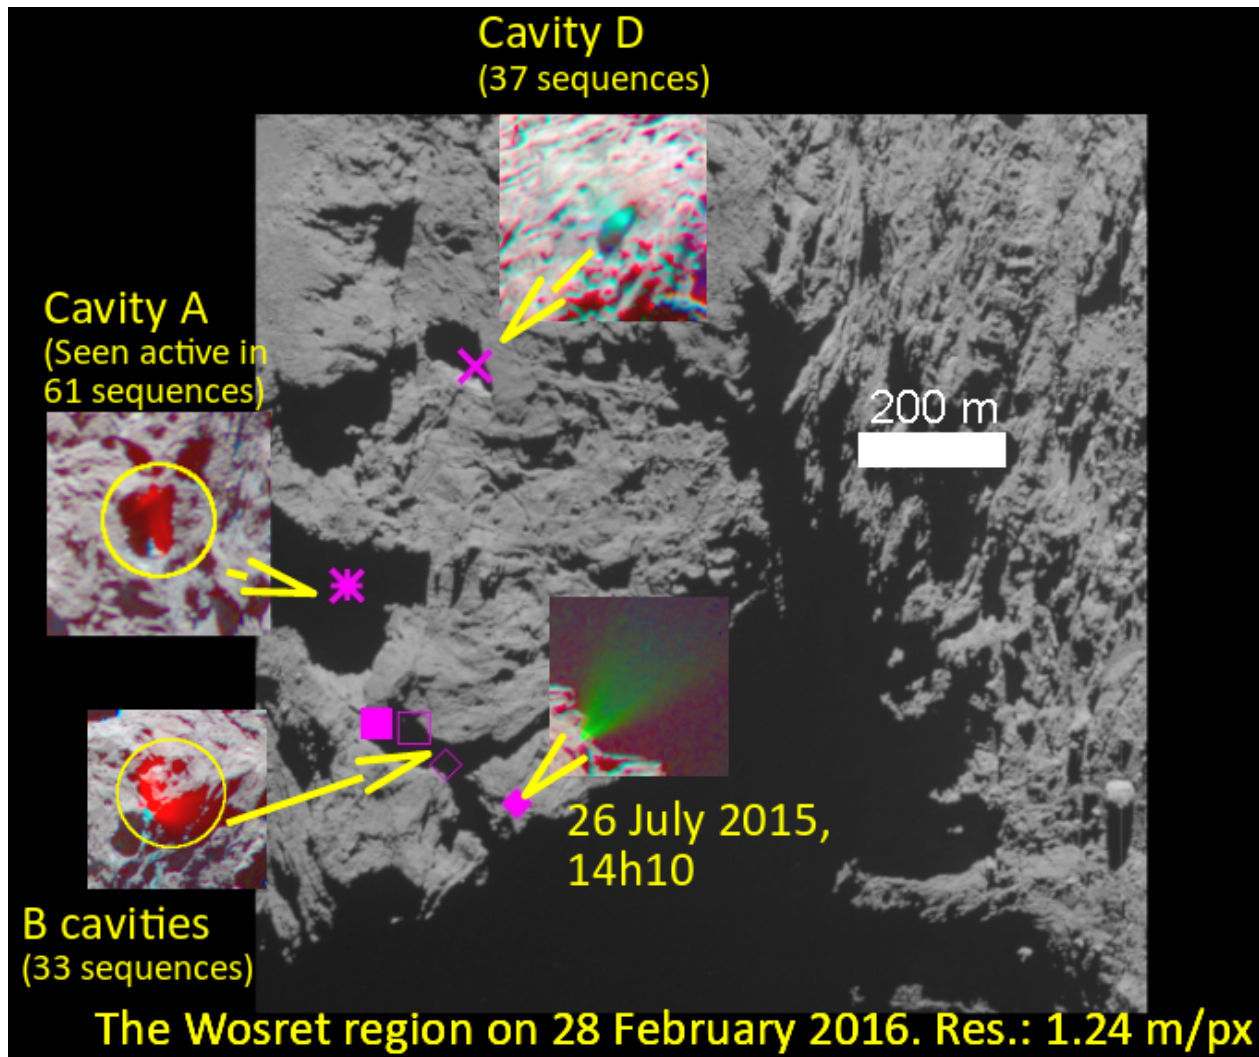 Cavity D
(37 sequences)
Cavity A
(Seen active in
61 sequences)
200 m
26 July 2015,
14h10
B cavities
(33 sequences)
The Wosret region on 28 February 2016. Res.: 1.24 m/px